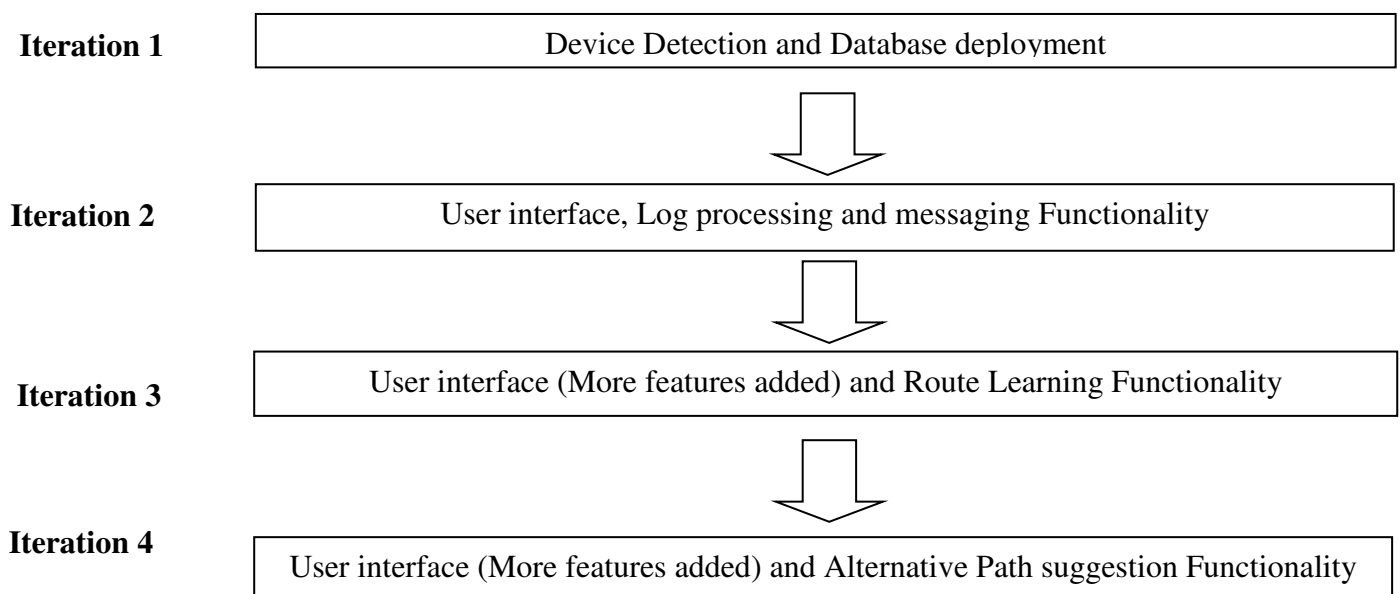 Iteration 1
Device Detection and Database deployment
Iteration 2
User interface, Log processing and messaging Functionality
Iteration 3
User interface (More features added) and Route Learning Functionality
Iteration 4
User interface (More features added) and Alternative Path suggestion Functionality